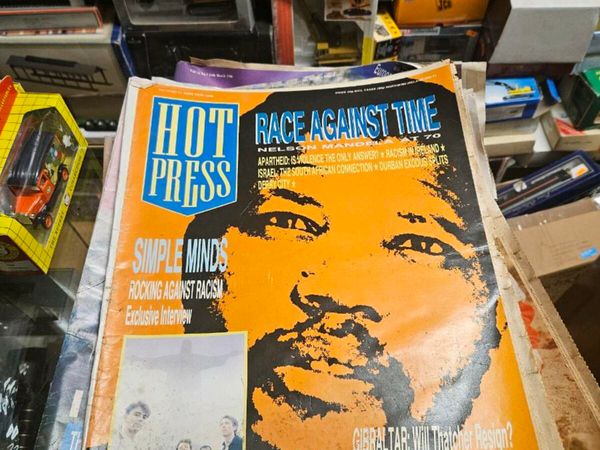 HOT
PRESS
RACE AGAINST TIME
NELSON MANDELA AT 70
APARTHEID: IS VIOLENCE THE ONLY ANSWER? ★ RACISM IN IRELAND ★
ISRAEL: THE SOUTH AFRICAN CONNECTION ★ DURBAN EXODUS SPLITS
DERRY CITY ★
SIMPLE MINDS
ROCKING AGAINST RACISM
Exclusive Interview
GIBRALTAR: Will Thatcher Resign?